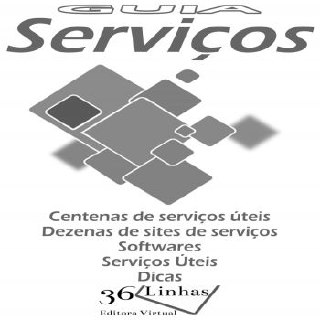 GUIA
Serviços
Centenas de serviços úteis
Dezenas de sites de serviços
Softwares
Serviços Úteis
Dicas
36 Linhas
Editora Virtual